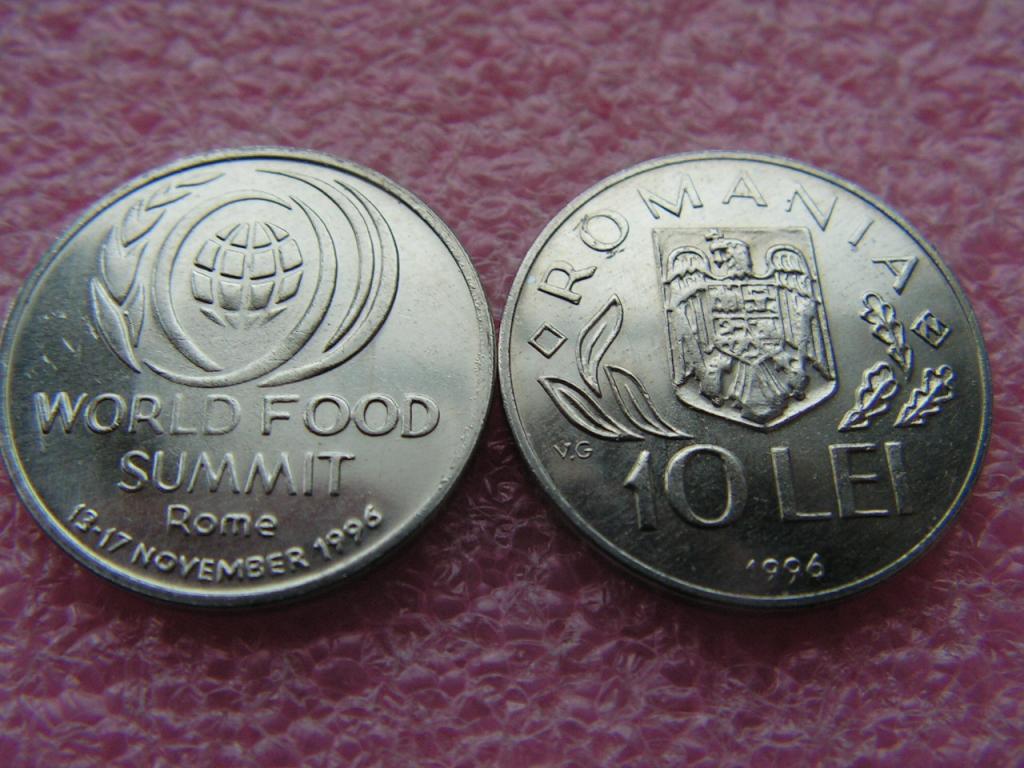 WORLD FOOD
SUMMIT
Rome
13-17 NOVEMBER 1996
ROMANIA
V.G
10 LEI
1996